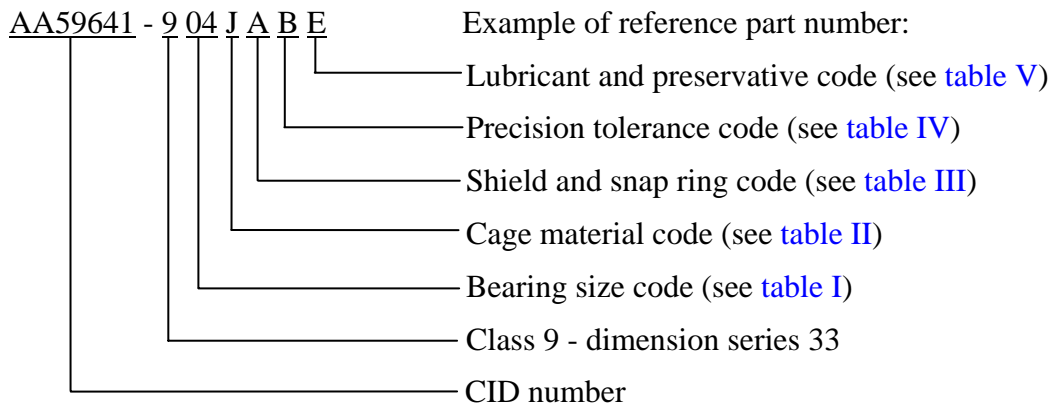 AA59641 - 9 04 J A B E Example of reference part number:
Lubricant and preservative code (see table V)
Precision tolerance code (see table IV)
Shield and snap ring code (see table III)
Cage material code (see table II)
Bearing size code (see table I)
Class 9 - dimension series 33
CID number